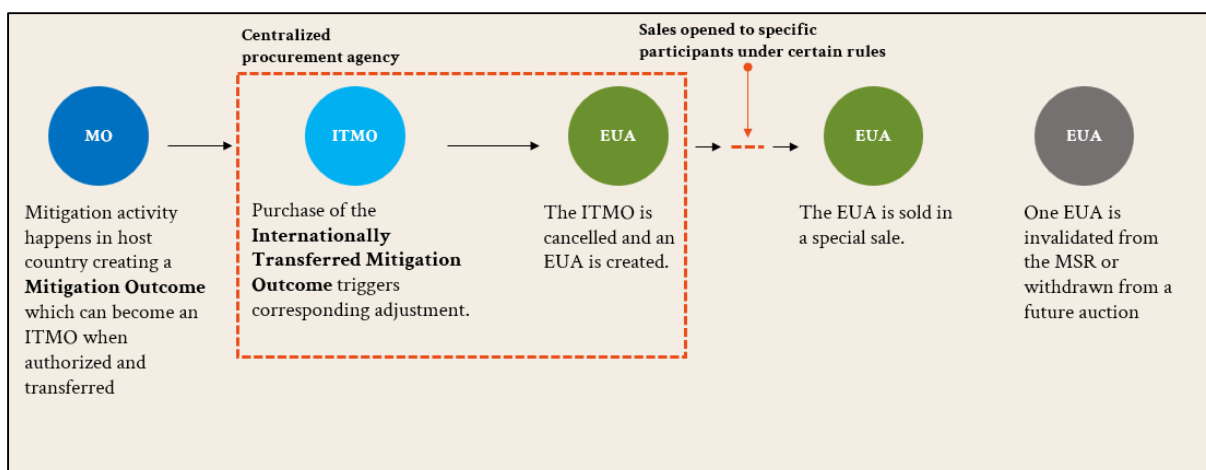 Centralized
procurement agency
Sales opened to specific
participants under certain rules
MO
ITMO
EUA
EUA
EUA
Mitigation activity
happens in host
country creating a
Mitigation Outcome
which can become an
ITMO when
authorized and
transferred
Purchase of the
Internationally
Transferred Mitigation
Outcome triggers
corresponding adjustment.
The ITMO is
cancelled and an
EUA is created.
The EUA is sold in
a special sale.
One EUA is
invalidated from
the MSR or
withdrawn from a
future auction